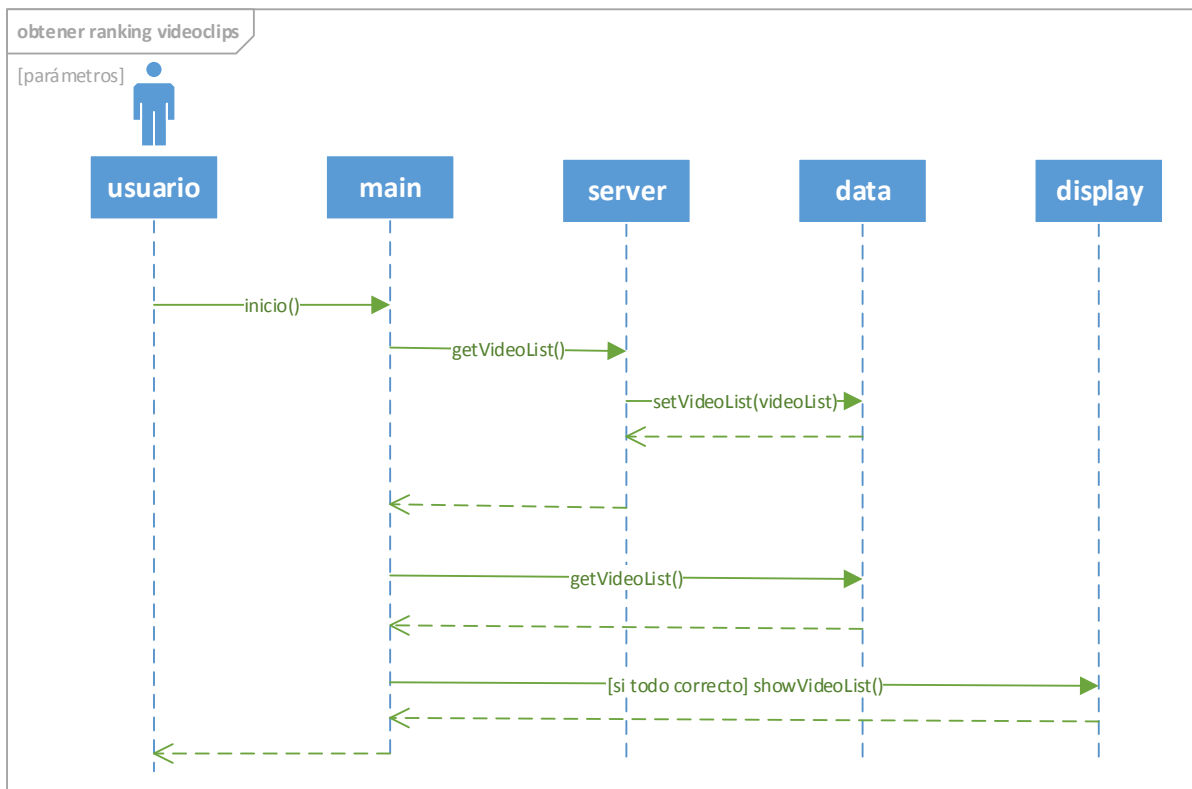 obtener ranking videoclips
[parámetros]
usuario
main
server
data
display
inicio()
getVideoList()
setVideoList(videoList)
getVideoList()
[si todo correcto] showVideoList()